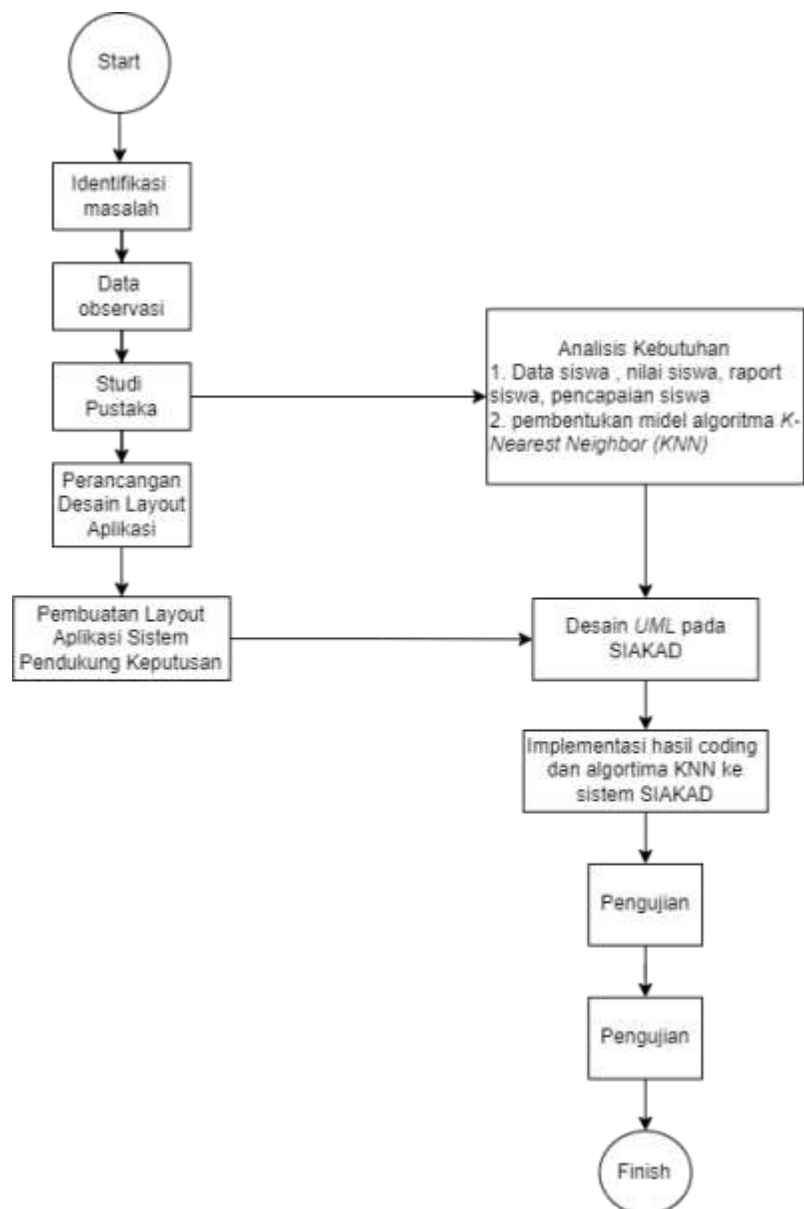 Start
Identifikasi
masalah
Data
observasi
Studi
Pustaka
Analisis Kebutuhan
1. Data siswa , nilai siswa, raport
siswa, pencapaian siswa
2. pembentukan midel algoritma K-
Nearest Neighbor (KNN)
Perancangan
Desain Layout
Aplikasi
Pembuatan Layout
Aplikasi Sistem
Pendukung Keputusan
Desain UML pada
SIAKAD
Implementasi hasil coding
dan algortima KNN ke
sistem SIAKAD
Pengujian
Pengujian
Finish